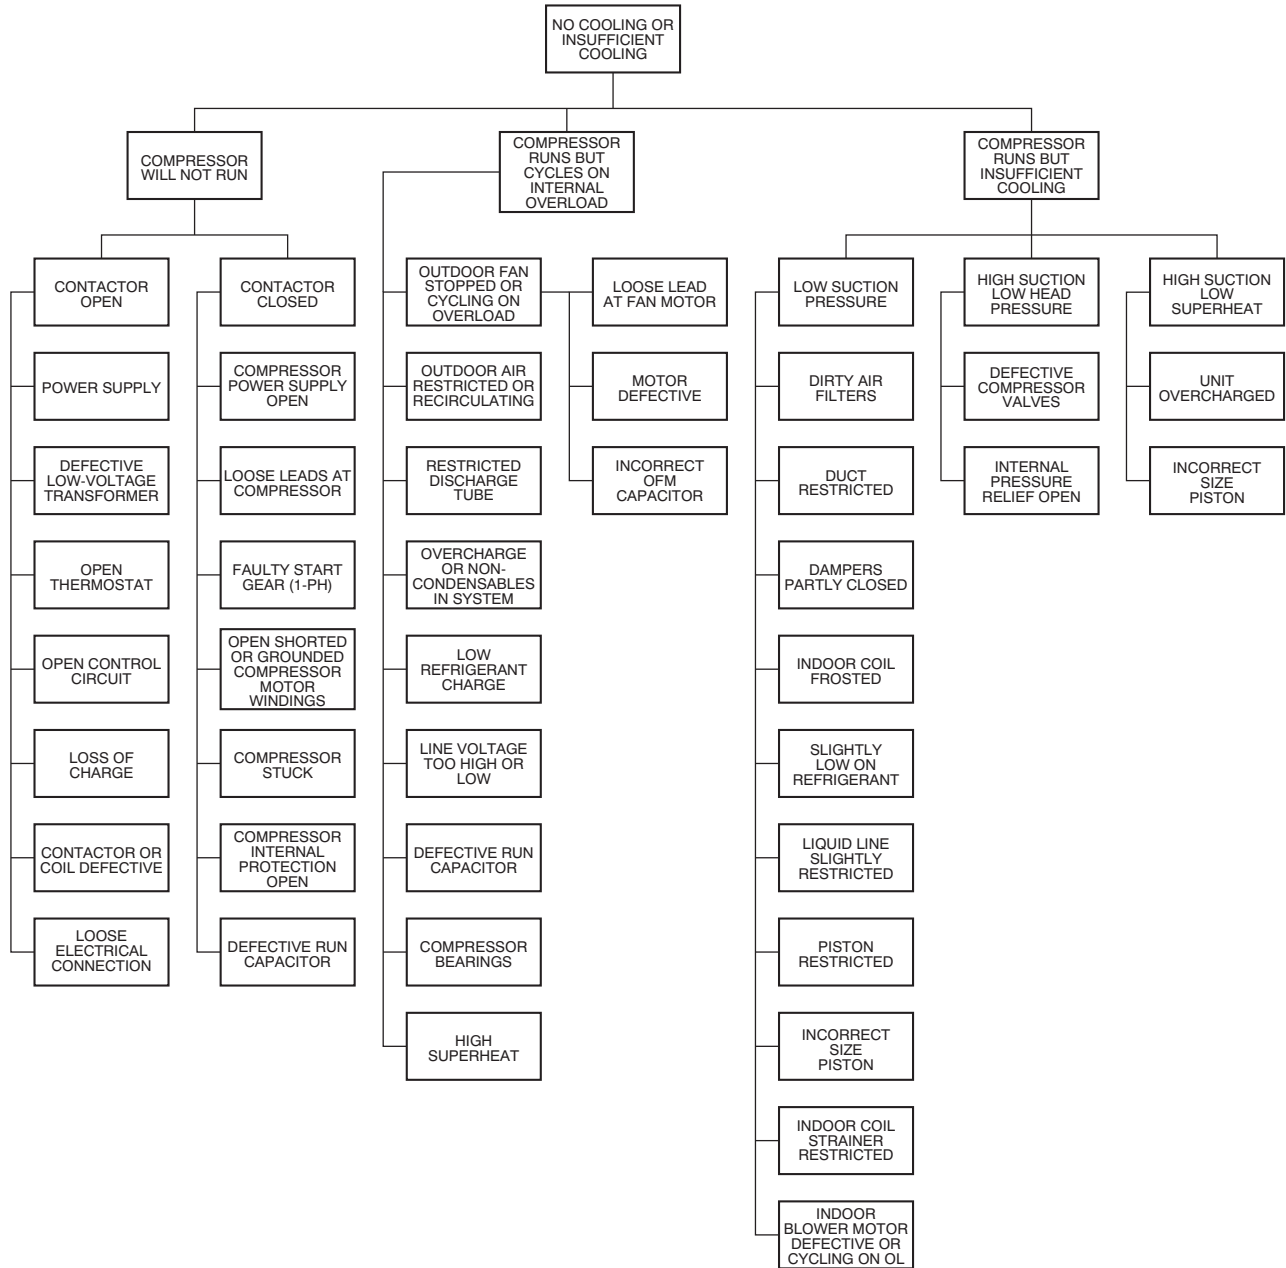 NO COOLING OR
INSUFFICIENT
COOLING
COMPRESSOR
WILL NOT RUN
COMPRESSOR
RUNS BUT
CYCLES ON
INTERNAL
OVERLOAD
COMPRESSOR
RUNS BUT
INSUFFICIENT
COOLING
CONTACTOR
OPEN
POWER SUPPLY
DEFECTIVE
LOW-VOLTAGE
TRANSFORMER
OPEN
THERMOSTAT
OPEN CONTROL
CIRCUIT
LOSS OF
CHARGE
CONTACTOR OR
COIL DEFECTIVE
LOOSE
ELECTRICAL
CONNECTION
CONTACTOR
CLOSED
COMPRESSOR
POWER SUPPLY
OPEN
LOOSE LEADS AT
COMPRESSOR
FAULTY START
GEAR (1-PH)
OPEN SHORTED
OR GROUNDED
COMPRESSOR
MOTOR
WINDINGS
COMPRESSOR
STUCK
COMPRESSOR
INTERNAL
PROTECTION
OPEN
DEFECTIVE RUN
CAPACITOR
OUTDOOR FAN
STOPPED OR
CYCLING ON
OVERLOAD
OUTDOOR AIR
RESTRICTED OR
RECIRCULATING
RESTRICTED
DISCHARGE
TUBE
OVERCHARGE
OR NON-
CONDENSABLES
IN SYSTEM
LOW
REFRIGERANT
CHARGE
LINE VOLTAGE
TOO HIGH OR
LOW
DEFECTIVE RUN
CAPACITOR
COMPRESSOR
BEARINGS
HIGH
SUPERHEAT
LOOSE LEAD
AT FAN MOTOR
MOTOR
DEFECTIVE
INCORRECT
OFM
CAPACITOR
LOW SUCTION
PRESSURE
DIRTY AIR
FILTERS
DUCT
RESTRICTED
DAMPERS
PARTLY CLOSED
INDOOR COIL
FROSTED
SLIGHTLY
LOW ON
REFRIGERANT
LIQUID LINE
SLIGHTLY
RESTRICTED
PISTON
RESTRICTED
INCORRECT
SIZE
PISTON
INDOOR COIL
STRAINER
RESTRICTED
INDOOR
BLOWER MOTOR
DEFECTIVE OR
CYCLING ON OL
HIGH SUCTION
LOW HEAD
PRESSURE
DEFECTIVE
COMPRESSOR
VALVES
INTERNAL
PRESSURE
RELIEF OPEN
HIGH SUCTION
LOW
SUPERHEAT
UNIT
OVERCHARGED
INCORRECT
SIZE
PISTON